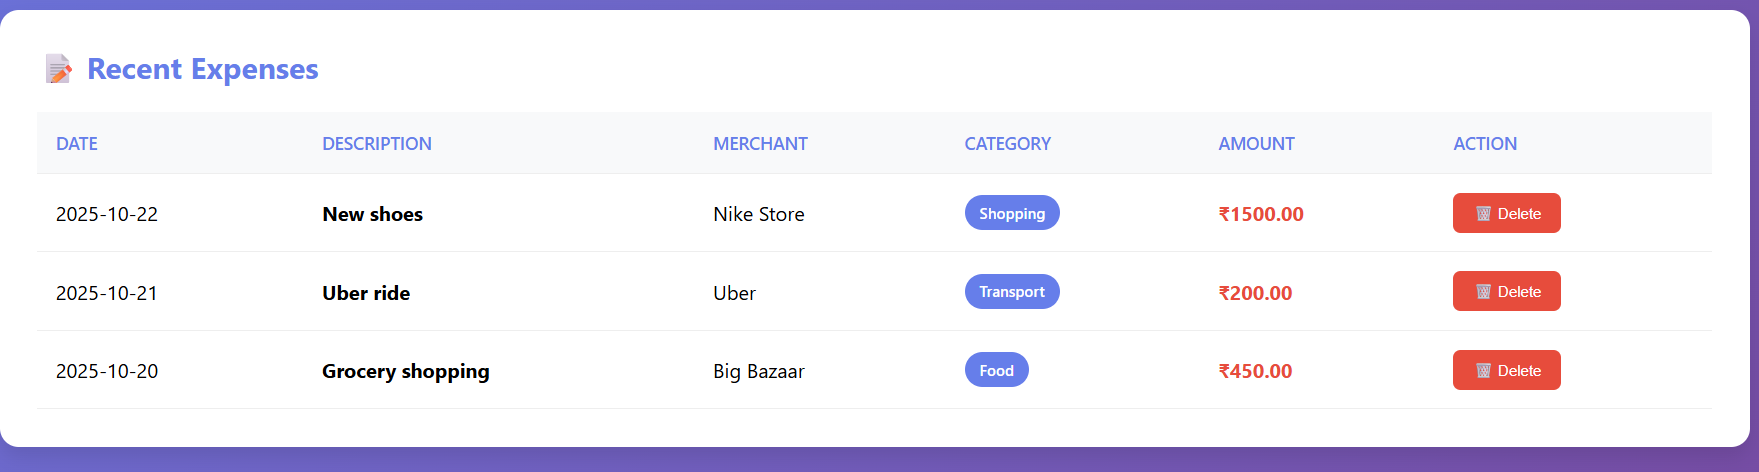 Recent Expenses
DATE DESCRIPTION MERCHANT CATEGORY AMOUNT ACTION
2025-10-22 New shoes Nike Store Shopping ₹1500.00 Delete
2025-10-21 Uber ride Uber Transport ₹200.00 Delete
2025-10-20 Grocery shopping Big Bazaar Food ₹450.00 Delete